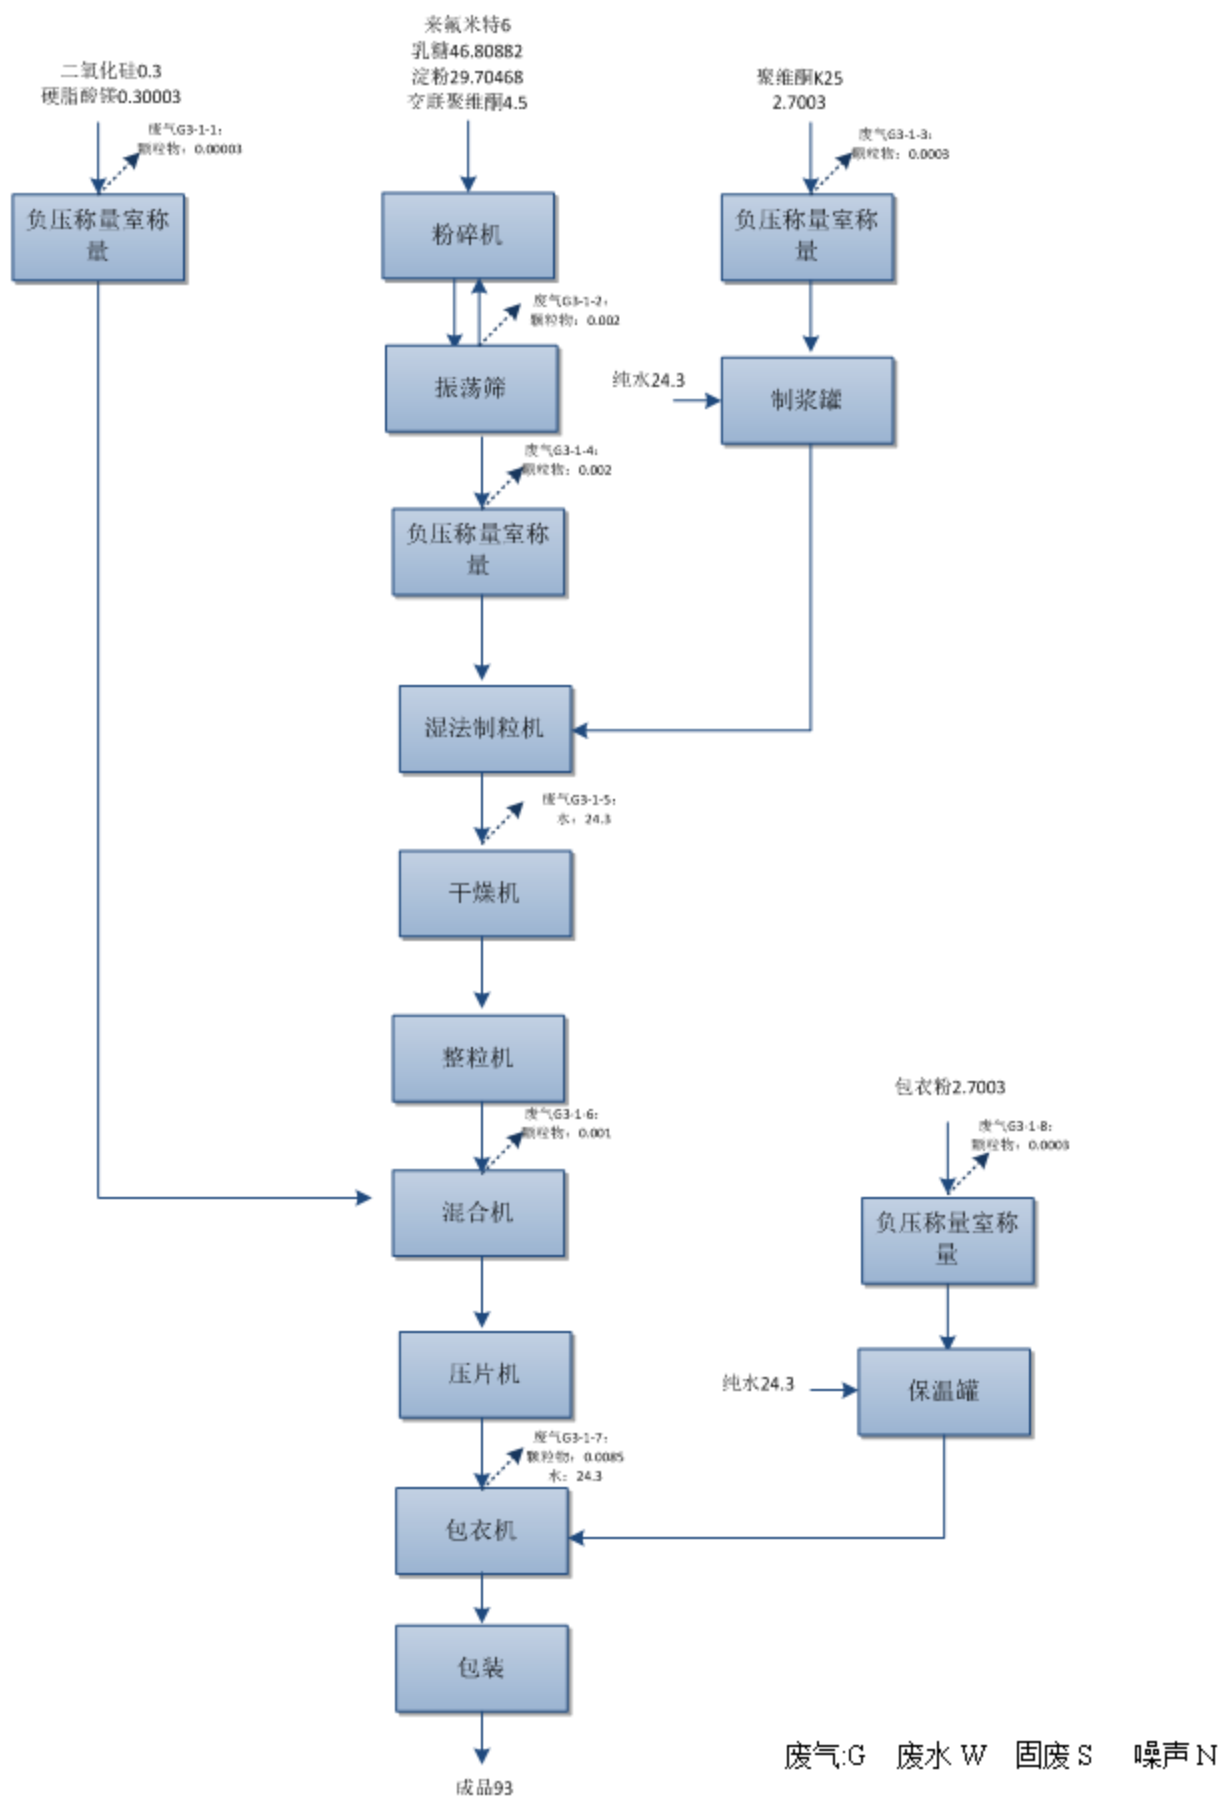 来氟米特6
乳糖46.80882
淀粉29.70468
交联聚维酮4.5
二氧化硅0.3
硬脂酸镁0.30003
聚维酮K25
2.7003
废气G3-1-1:
颗粒物: 0.00003
废气G3-1-3:
颗粒物: 0.0003
负压称量室称
量
粉碎机
负压称量室称
量
废气G3-1-2:
颗粒物: 0.002
振荡筛
纯水24.3
制浆罐
废气G3-1-4:
颗粒物: 0.002
负压称量室称
量
湿法制粒机
废气G3-1-5:
水: 24.3
干燥机
整粒机
包衣粉2.7003
废气G3-1-6:
颗粒物: 0.001
废气G3-1-8:
颗粒物: 0.0003
混合机
负压称量室称
量
压片机
纯水24.3
保温罐
废气G3-1-7:
颗粒物: 0.0085
水: 24.3
包衣机
包装
废气:G 废水 W 固废 S 噪声 N
成品93